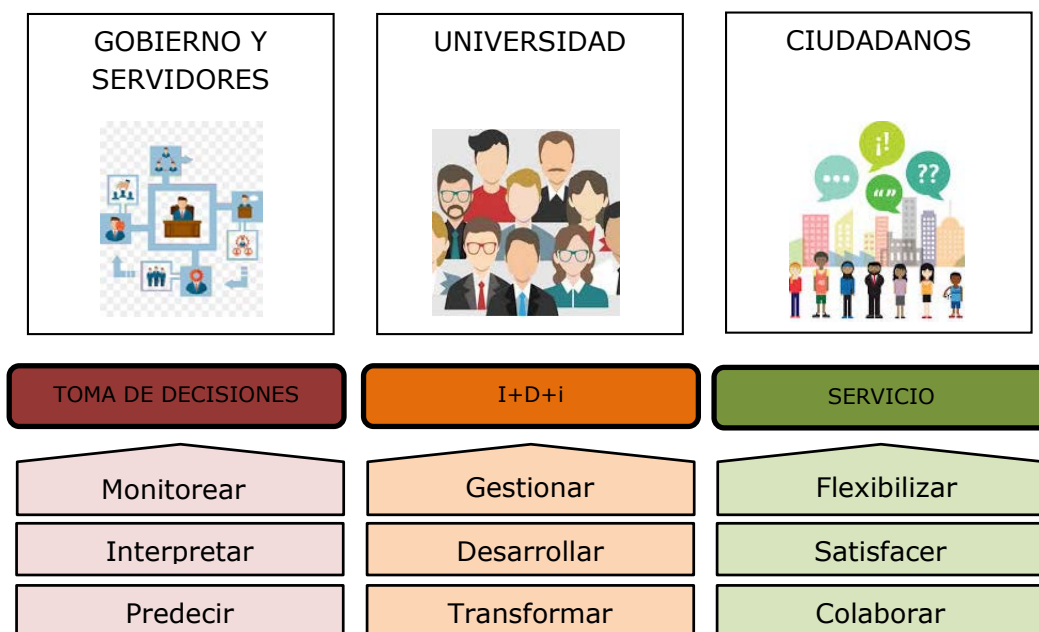 GOBIERNO Y
SERVIDORES
UNIVERSIDAD
CIUDADANOS
¡!
...
“”
??
TOMA DE DECISIONES
I+D+i
SERVICIO
Monitorear
Gestionar
Flexibilizar
Interpretar
Desarrollar
Satisfacer
Predecir
Transformar
Colaborar